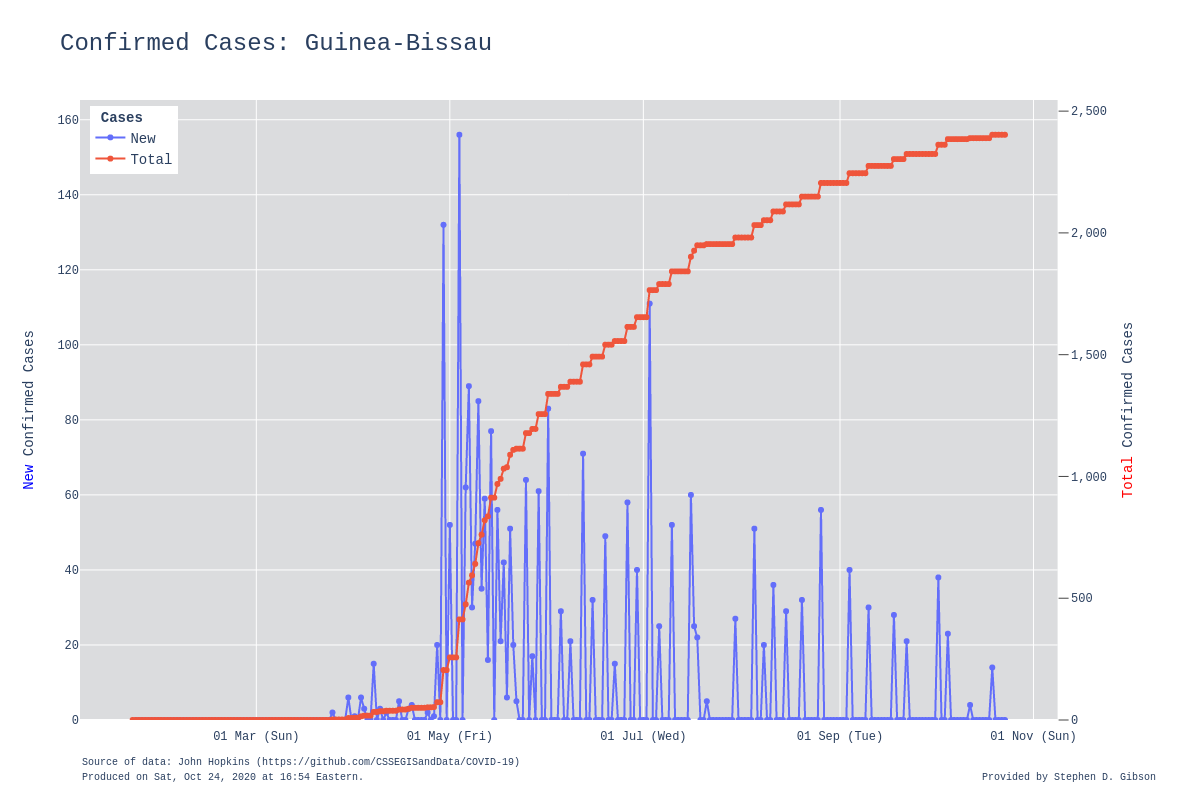 Confirmed Cases: Guinea-Bissau
Cases
New
Total
160
140
120
100
80
60
40
20
0
2,500
2,000
1,500
1,000
500
0
New Confirmed Cases
Total Confirmed Cases
01 Mar (Sun)
01 May (Fri)
01 Jul (Wed)
01 Sep (Tue)
01 Nov (Sun)
Source of data: John Hopkins (https://github.com/CSSEGISandData/COVID-19)
Produced on Sat, Oct 24, 2020 at 16:54 Eastern.
Provided by Stephen D. Gibson